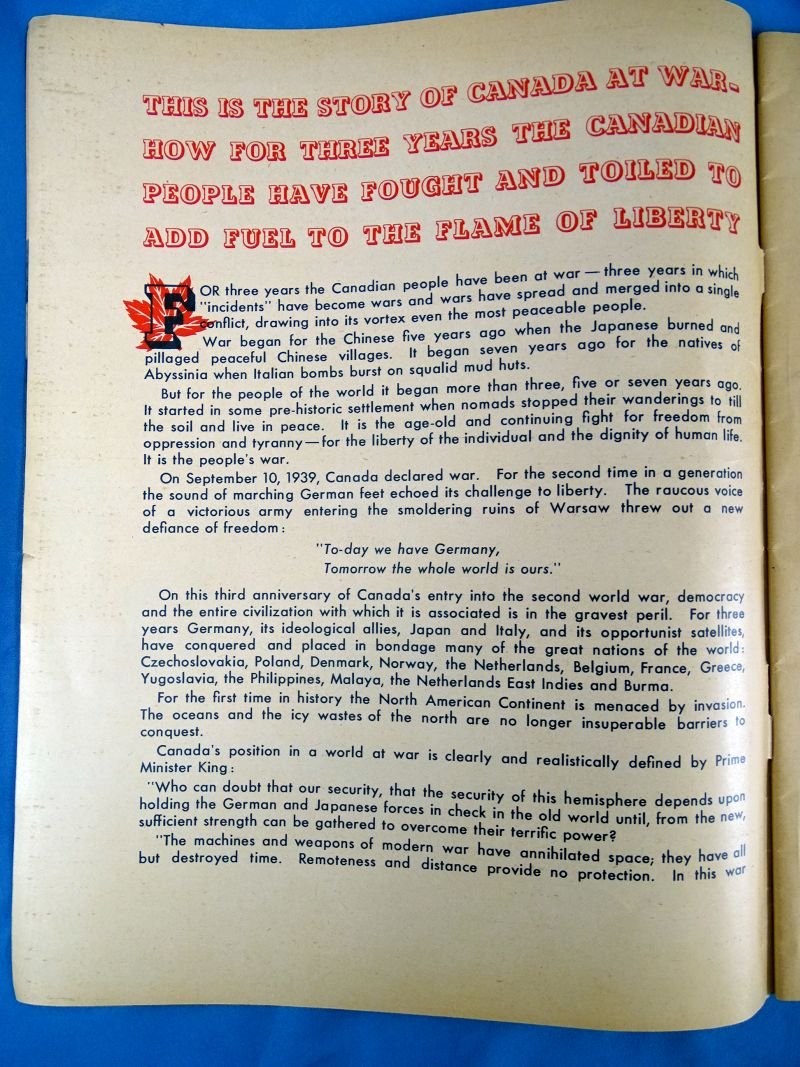 THIS IS THE STORY OF CANADA AT WAR-
HOW FOR THREE YEARS THE CANADIAN
PEOPLE HAVE FOUGHT AND TOILED TO
ADD FUEL TO THE FLAME OF LIBERTY
FOR three years the Canadian people have been at war — three years in which
"incidents" have become wars and wars have spread and merged into a single
conflict, drawing into its vortex even the most peaceable people.
War began for the Chinese five years ago when the Japanese burned and
pillaged peaceful Chinese villages. It began seven years ago for the natives of
Abyssinia when Italian bombs burst on squalid mud huts.
But for the people of the world it began more than three, five or seven years ago.
It started in some pre-historic settlement when nomads stopped their wanderings to till
the soil and live in peace. It is the age-old and continuing fight for freedom from
oppression and tyranny — for the liberty of the individual and the dignity of human life.
It is the people's war.
On September 10, 1939, Canada declared war. For the second time in a generation
the sound of marching German feet echoed its challenge to liberty. The raucous voice
of a victorious army entering the smoldering ruins of Warsaw threw out a new
defiance of freedom:
"To-day we have Germany,
Tomorrow the whole world is ours."
On this third anniversary of Canada's entry into the second world war, democracy
and the entire civilization with which it is associated is in the gravest peril. For three
years Germany, its ideological allies, Japan and Italy, and its opportunist satellites,
have conquered and placed in bondage many of the great nations of the world:
Czechoslovakia, Poland, Denmark, Norway, the Netherlands, Belgium, France, Greece,
Yugoslavia, the Philippines, Malaya, the Netherlands East Indies and Burma.
For the first time in history the North American Continent is menaced by invasion.
The oceans and the icy wastes of the north are no longer insuperable barriers to
conquest.
Canada's position in a world at war is clearly and realistically defined by Prime
Minister King:
"Who can doubt that our security, that the security of this hemisphere depends upon
holding the German and Japanese forces in check in the old world until, from the new,
sufficient strength can be gathered to overcome their terrific power?
"The machines and weapons of modern war have annihilated space; they have all
but destroyed time. Remoteness and distance provide no protection. In this war